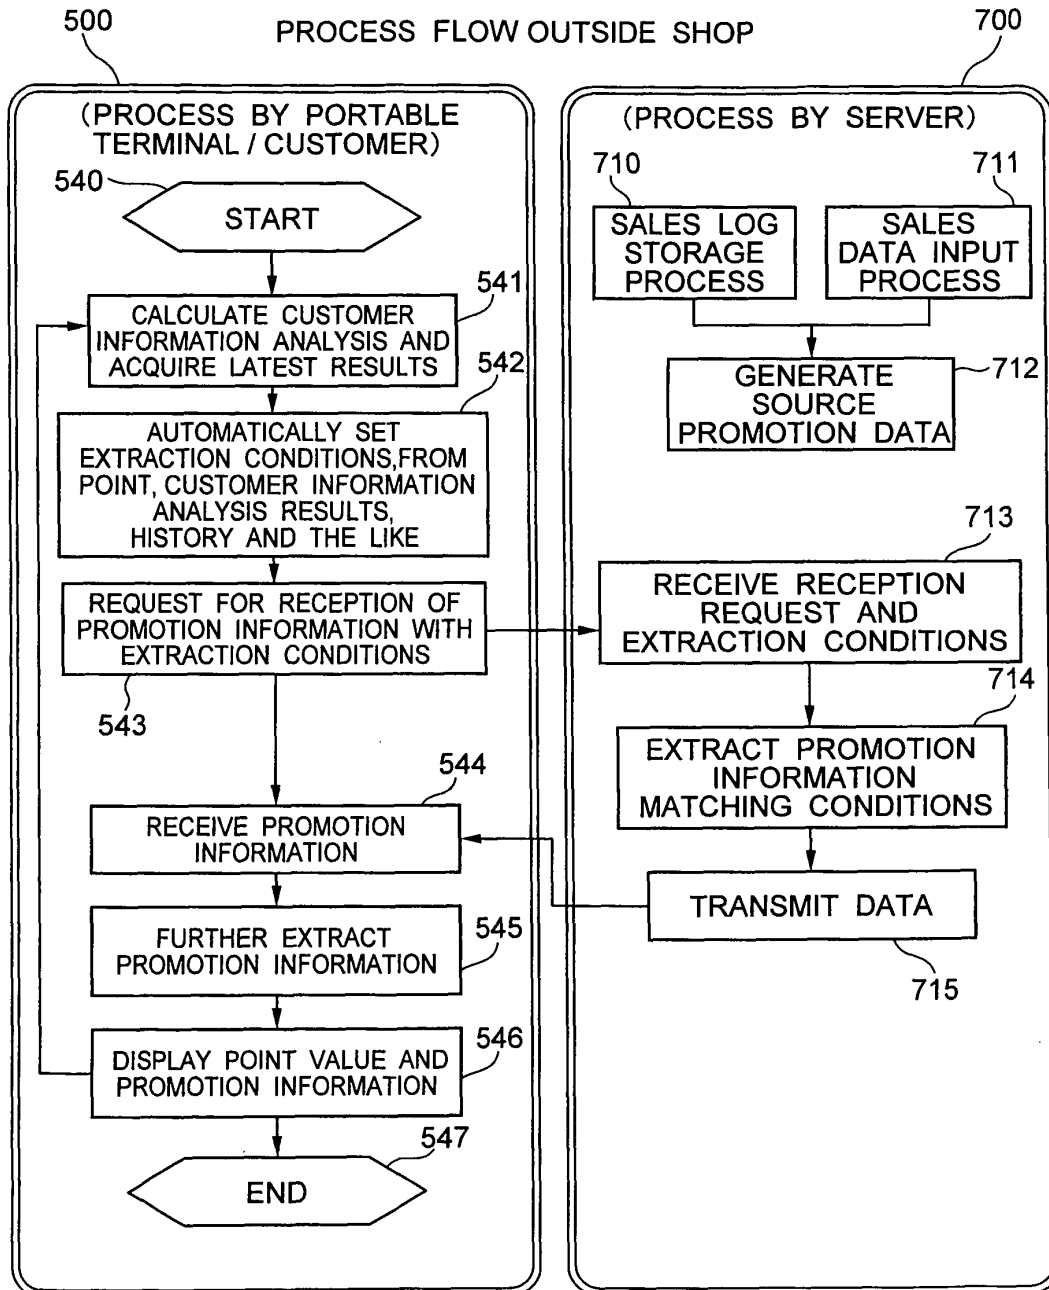 500
PROCESS FLOW OUTSIDE SHOP
700
(PROCESS BY PORTABLE
TERMINAL / CUSTOMER)
540
START
541
CALCULATE CUSTOMER
INFORMATION ANALYSIS AND
ACQUIRE LATEST RESULTS
542
AUTOMATICALLY SET
EXTRACTION CONDITIONS, FROM
POINT, CUSTOMER INFORMATION
ANALYSIS RESULTS,
HISTORY AND THE LIKE
REQUEST FOR RECEPTION OF
PROMOTION INFORMATION WITH
EXTRACTION CONDITIONS
543
544
RECEIVE PROMOTION
INFORMATION
545
FURTHER EXTRACT
PROMOTION INFORMATION
546
DISPLAY POINT VALUE AND
PROMOTION INFORMATION
547
END
(PROCESS BY SERVER)
710
711
SALES LOG
STORAGE
PROCESS
SALES
DATA INPUT
PROCESS
712
GENERATE
SOURCE
PROMOTION DATA
713
RECEIVE RECEPTION
REQUEST AND
EXTRACTION CONDITIONS
714
EXTRACT PROMOTION
INFORMATION
MATCHING CONDITIONS
TRANSMIT DATA
715